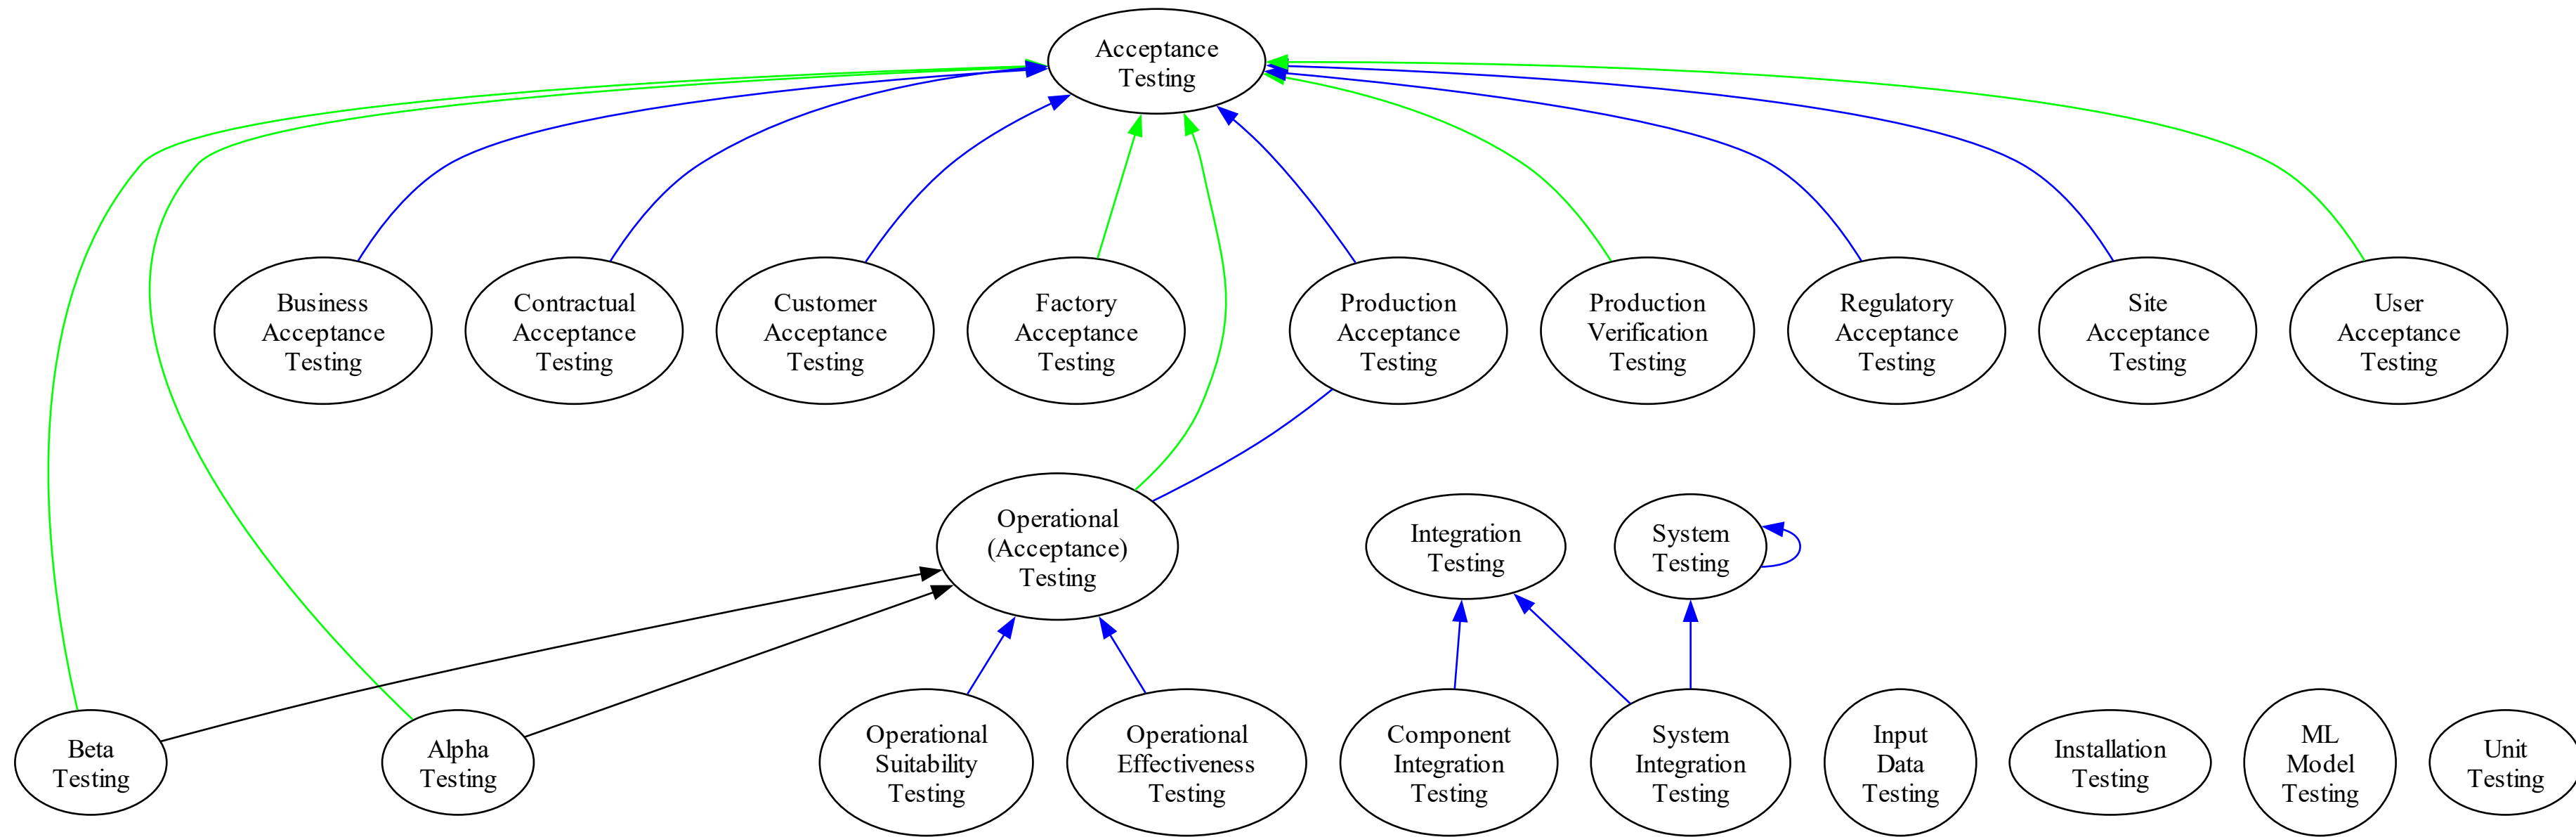 Acceptance
Testing
Business
Acceptance
Testing
Contractual
Acceptance
Testing
Customer
Acceptance
Testing
Factory
Acceptance
Testing
Production
Acceptance
Testing
Production
Verification
Testing
Regulatory
Acceptance
Testing
Site
Acceptance
Testing
User
Acceptance
Testing
Operational
(Acceptance)
Testing
Integration
Testing
System
Testing
Beta
Testing
Alpha
Testing
Operational
Suitability
Testing
Operational
Effectiveness
Testing
Component
Integration
Testing
System
Integration
Testing
Input
Data
Testing
Installation
Testing
ML
Model
Testing
Unit
Testing